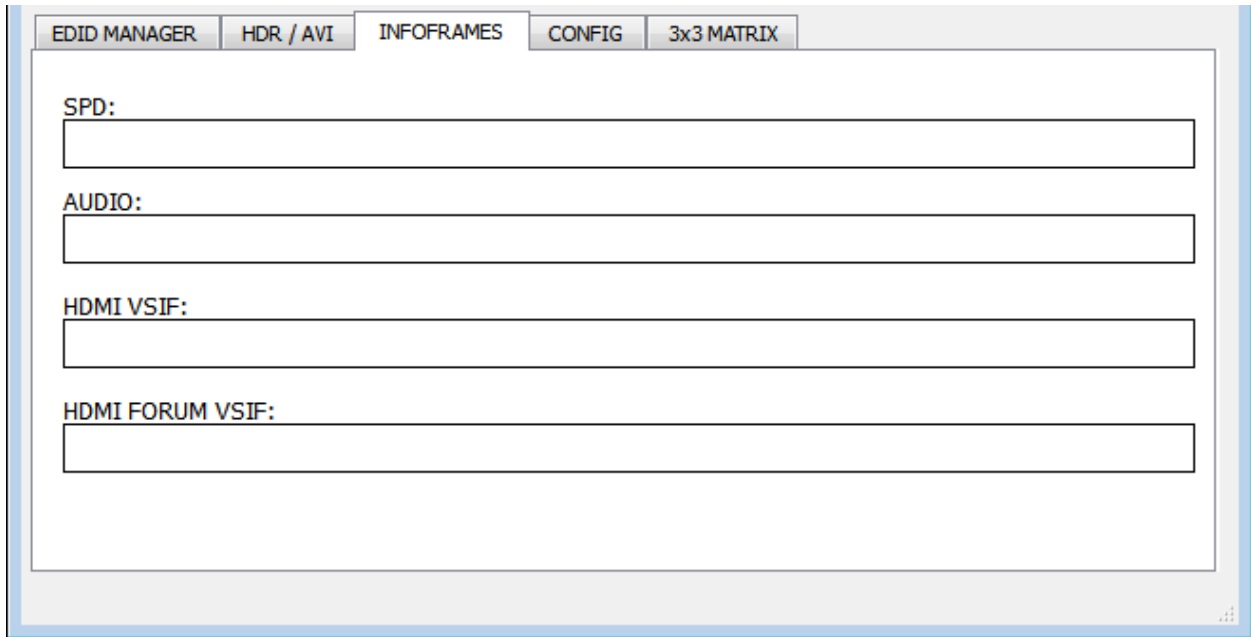 EDID MANAGER HDR / AVI INFOFRAMES CONFIG 3x3 MATRIX
SPD:
AUDIO:
HDMI VSIF:
HDMI FORUM VSIF: